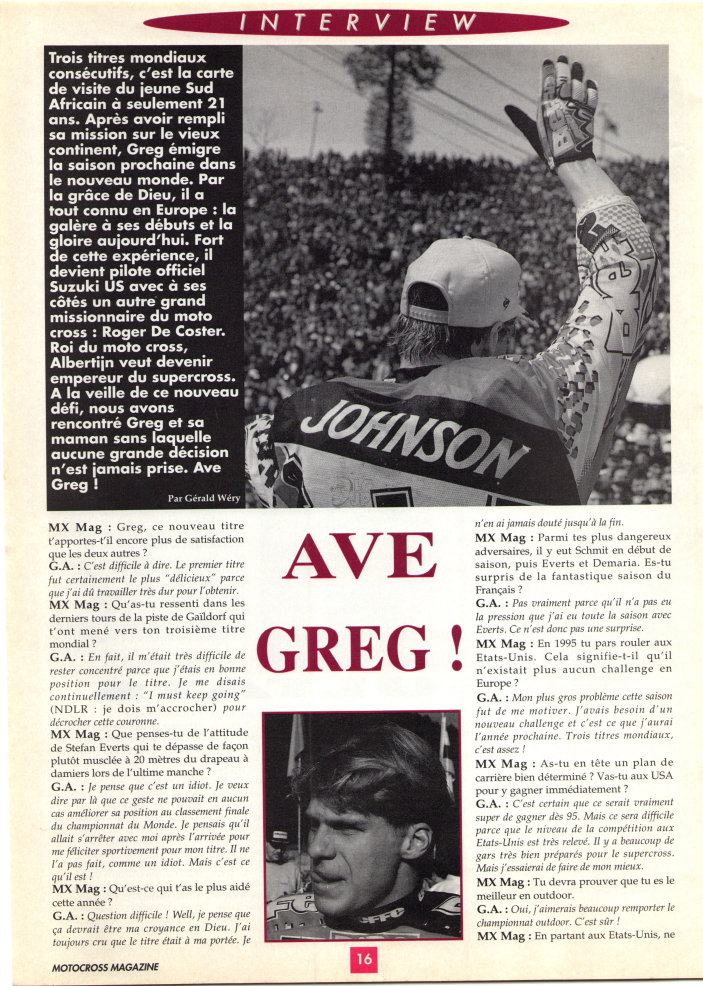 INTERVIEW
Trois titres mondiaux
consécutifs, c'est la carte
de visite du jeune Sud
Africain à seulement 21
ans. Après avoir rempli
sa mission sur le vieux
continent, Greg émigre
la saison prochaine dans
le nouveau monde. Par
la grâce de Dieu, il a
tout connu en Europe : la
galère à ses débuts et la
gloire aujourd'hui. Fort
de cette expérience, il
devient pilote officiel
Suzuki US avec à ses
côtés un autre grand
missionnaire du moto
cross : Roger De Coster.
Roi du moto cross,
Albertijn veut devenir
empereur du supercross.
A la veille de ce nouveau
défi, nous avons
rencontré Greg et sa
maman sans laquelle
aucune grande décision
n'est jamais prise. Ave
Greg !
Par Gérald Wéry
JOHNSON
MX Mag : Greg, ce nouveau titre
t'apportes-t'il encore plus de satisfaction
que les deux autres ?
G.A. : C'est difficile à dire. Le premier titre
fut certainement le plus "délicieux" parce
que j'ai dû travailler très dur pour l'obtenir.
MX Mag : Qu'as-tu ressenti dans les
derniers tours de la piste de Gaïldorf qui
t'ont mené vers ton troisième titre
mondial ?
G.A. : En fait, il m'était très difficile de
rester concentré parce que j'étais en bonne
position pour le titre. Je me disais
continuellement : "I must keep going"
(NDLR : je dois m'accrocher) pour
décrocher cette couronne.
MX Mag : Que penses-tu de l'attitude
de Stefan Everts qui te dépasse de façon
plutôt musclée à 20 mètres du drapeau à
damiers lors de l'ultime manche ?
G.A. : Je pense que c'est un idiot. Je veux
dire par là que ce geste ne pouvait en aucun
cas améliorer sa position au classement finale
du championnat du Monde. Je pensais qu'il
allait s'arrêter avec moi après l'arrivée pour
me féliciter sportivement pour mon titre. Il ne
l'a pas fait, comme un idiot. Mais c'est ce
qu'il est !
MX Mag : Qu'est-ce qui t'as le plus aidé
cette année ?
G.A. : Question difficile ! Well, je pense que
ça devrait être ma croyance en Dieu. J'ai
toujours cru que le titre était à ma portée. Je
AVE
GREG !
n'en ai jamais douté jusqu'à la fin.
MX Mag : Parmi tes plus dangereux
adversaires, il y eut Schmit en début de
saison, puis Everts et Demaria. Es-tu
surpris de la fantastique saison du
Français ?
G.A. : Pas vraiment parce qu'il n'a pas eu
la pression que j'ai eu toute la saison avec
Everts. Ce n'est donc pas une surprise.
MX Mag : En 1995 tu pars rouler aux
Etats-Unis. Cela signifie-t-il qu'il
n'existait plus aucun challenge en
Europe ?
G.A. : Mon plus gros problème cette saison
fut de me motiver. J'avais besoin d'un
nouveau challenge et c'est ce que j'aurai
l'année prochaine. Trois titres mondiaux,
c'est assez !
MX Mag : As-tu en tête un plan de
carrière bien déterminé ? Vas-tu aux USA
pour y gagner immédiatement ?
G.A. : C'est certain que ce serait vraiment
super de gagner dès 95. Mais ce sera difficile
parce que le niveau de la compétition aux
Etats-Unis est très relevé. Il y a beaucoup de
gars très bien préparés pour le supercross.
Mais j'essaierai de faire de mon mieux.
MX Mag : Tu devra prouver que tu es le
meilleur en outdoor.
G.A. : Oui, j'aimerais beaucoup remporter le
championnat outdoor. C'est sûr !
MX Mag : En partant aux Etats-Unis, ne
MOTOCROSS MAGAZINE
16